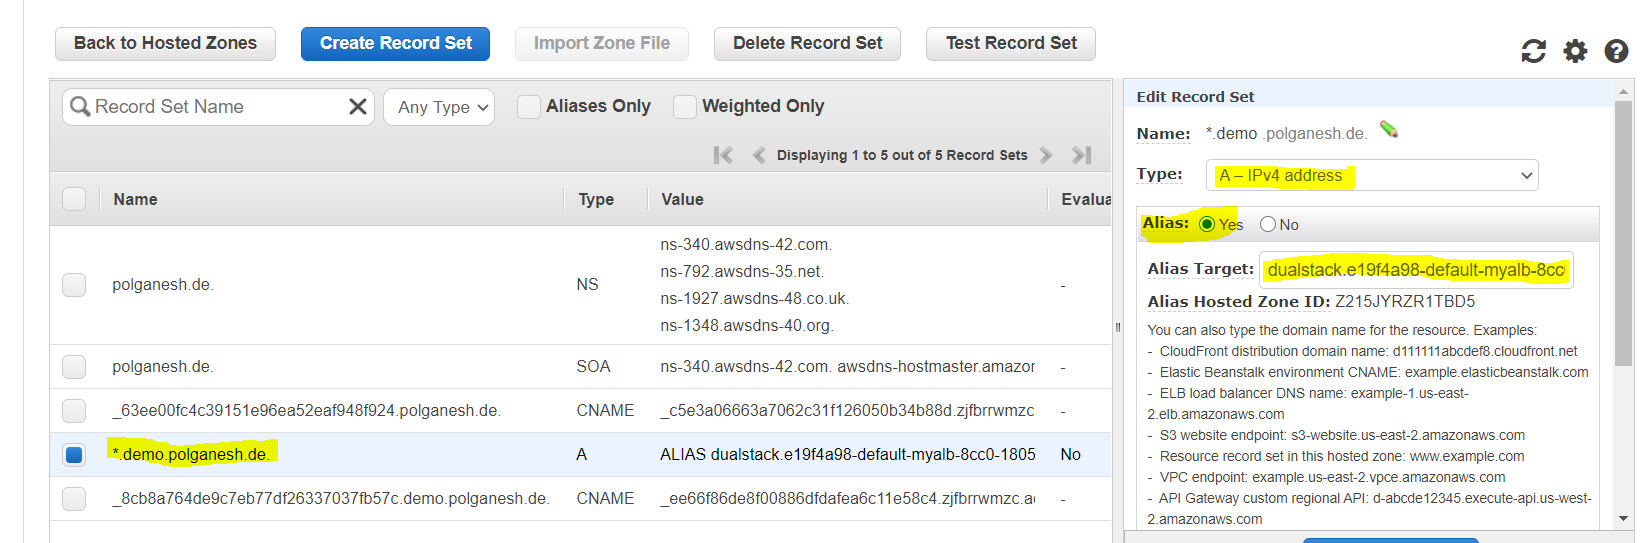 Back to Hosted Zones Create Record Set Import Zone File Delete Record Set Test Record Set
Record Set Name Any Type Aliases Only Weighted Only
Displaying 1 to 5 out of 5 Record Sets
Name Type Value Evalua
polganesh.de. NS ns-340.awsdns-42.com. -
ns-792.awsdns-35.net.
ns-1927.awsdns-48.co.uk.
ns-1348.awsdns-40.org.
polganesh.de. SOA ns-340.awsdns-42.com. awsdns-hostmaster.amazor -
_63ee00fc4c39151e96ea52eaf948f924.polganesh.de. CNAME _c5e3a06663a7062c31f126050b34b88d.zjfbrrwmzc -
*.demo.polganesh.de. A ALIAS dualstack.e19f4a98-default-myalb-8cc0-1805 No
_8cb8a764de9c7eb77df26337037fb57c.demo.polganesh.de. CNAME _ee66f86de8f00886dfdafea6c11e58c4.zjfbrrwmzc.a -
Edit Record Set
Name: *.demo .polganesh.de.
Type: A – IPv4 address
Alias: Yes No
Alias Target: dualstack.e19f4a98-default-myalb-8cc
Alias Hosted Zone ID: Z215JYRZR1TBD5
You can also type the domain name for the resource. Examples:
- CloudFront distribution domain name: d111111abcdef8.cloudfront.net
- Elastic Beanstalk environment CNAME: example.elasticbeanstalk.com
- ELB load balancer DNS name: example-1.us-east-
2.elb.amazonaws.com
- S3 website endpoint: s3-website.us-east-2.amazonaws.com
- Resource record set in this hosted zone: www.example.com
- VPC endpoint: example.us-east-2.vpce.amazonaws.com
- API Gateway custom regional API: d-abcde12345.execute-api.us-west-
2.amazonaws.com